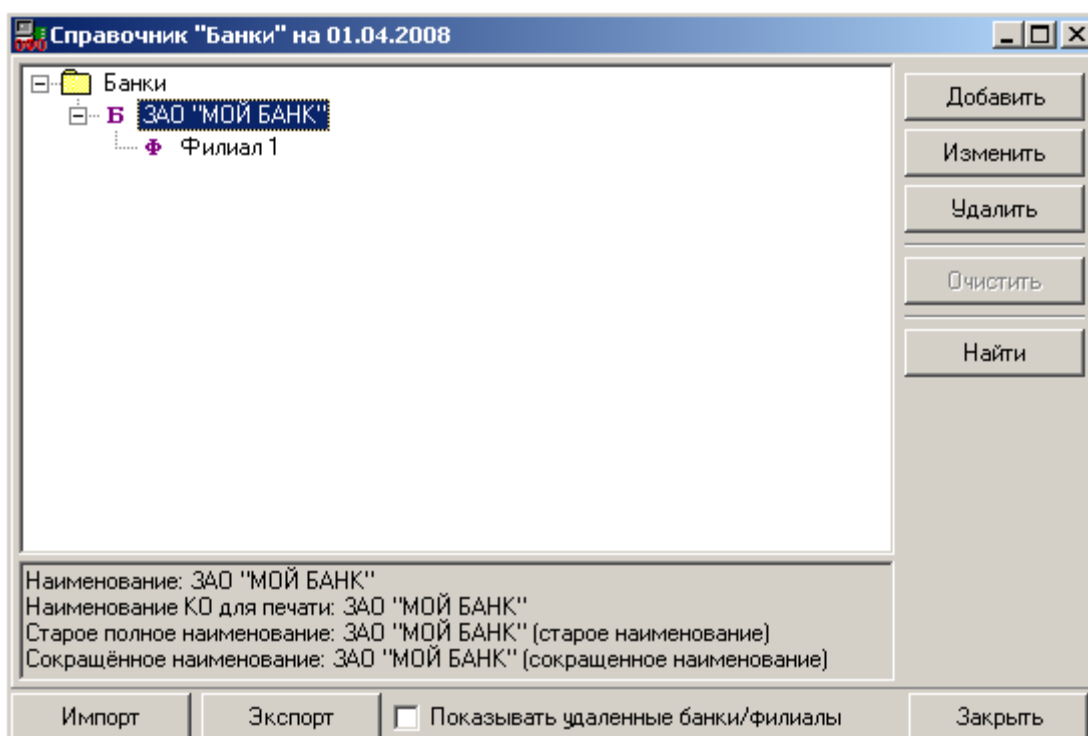 Справочник "Банки" на 01.04.2008
Банки
Б ЗАО "МОЙ БАНК"
Ф Филиал 1
Добавить
Изменить
Удалить
Очистить
Найти
Наименование: ЗАО "МОЙ БАНК"
Наименование КО для печати: ЗАО "МОЙ БАНК"
Старое полное наименование: ЗАО "МОЙ БАНК" (старое наименование)
Сокращённое наименование: ЗАО "МОЙ БАНК" (сокращенное наименование)
Импорт Экспорт Показывать удаленные банки/филиалы Закрыть